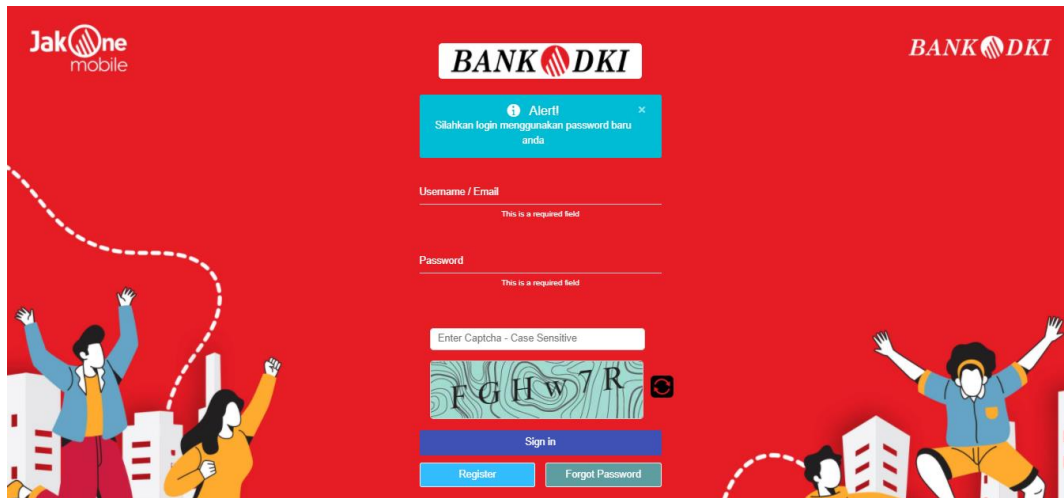 JakOne
mobile
BANK DKI
BANK DKI
Alert!
×
Silahkan login menggunakan password baru
anda
Username / Email
This is a required field
Password
This is a required field
Enter Captcha - Case Sensitive
FGHw7R
Sign in
Register
Forgot Password